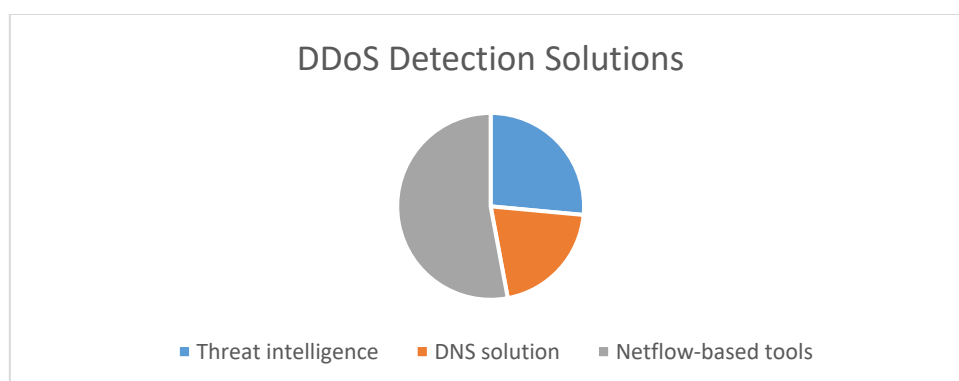 DDoS Detection Solutions
Threat intelligence DNS solution Netflow-based tools